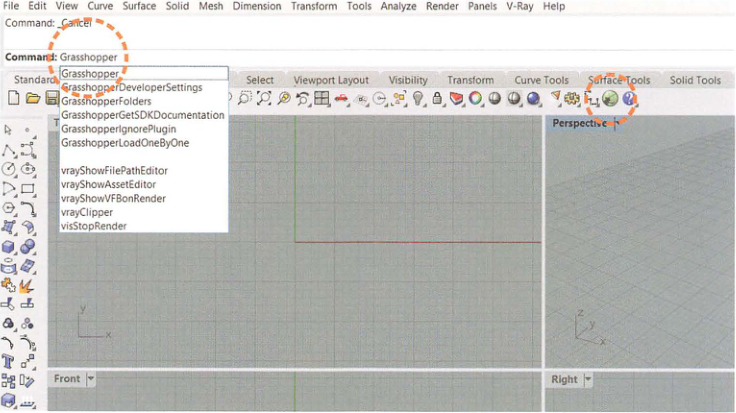 File Edit View Curve Surface Solid Mesh Dimension Transform Tools Analyze Render Panels V-Ray Help
Command: _Cancel
Command: Grasshopper
Grasshopper
GrasshopperDeveloperSettings
GrasshopperFolders
GrasshopperGetSDKDocumentation
GrasshopperIgnorePlugin
GrasshopperLoadOneByOne
vrayShowFilePathEditor
vrayShowAssetEditor
vrayShowVFBonRender
vrayClipper
visStopRender
Standar Select Viewport Layout Visibility Transform Curve Tools Surface Tools Solid Tools
T Perspective
y
x
z
y
x
Front Right